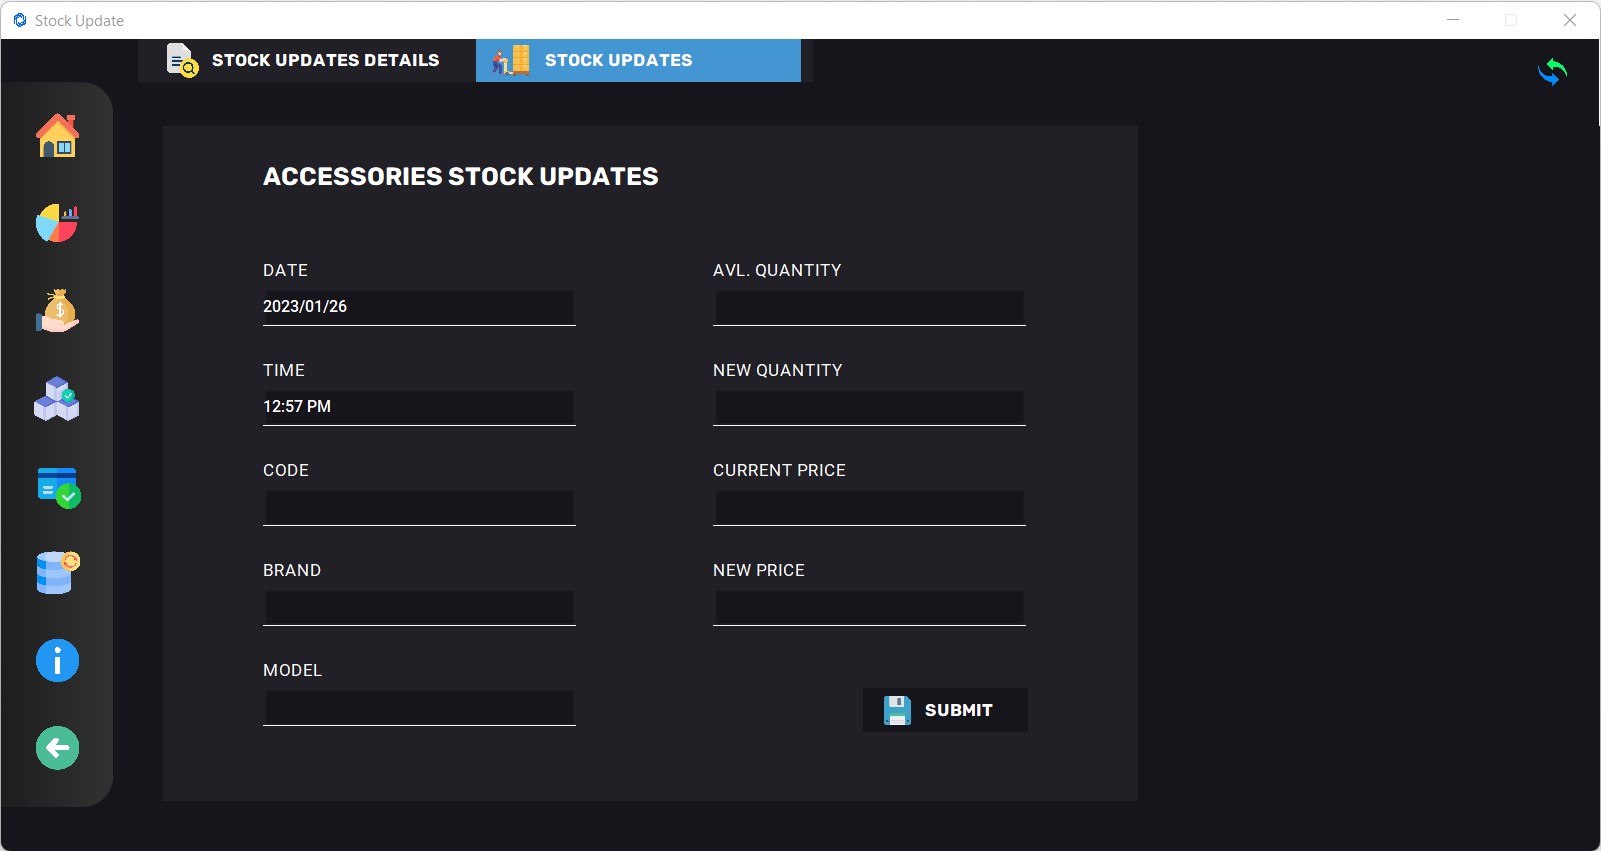 Stock Update
STOCK UPDATES DETAILS
STOCK UPDATES
ACCESSORIES STOCK UPDATES
DATE
2023/01/26
TIME
12:57 PM
CODE
BRAND
MODEL
AVL. QUANTITY
NEW QUANTITY
CURRENT PRICE
NEW PRICE
SUBMIT